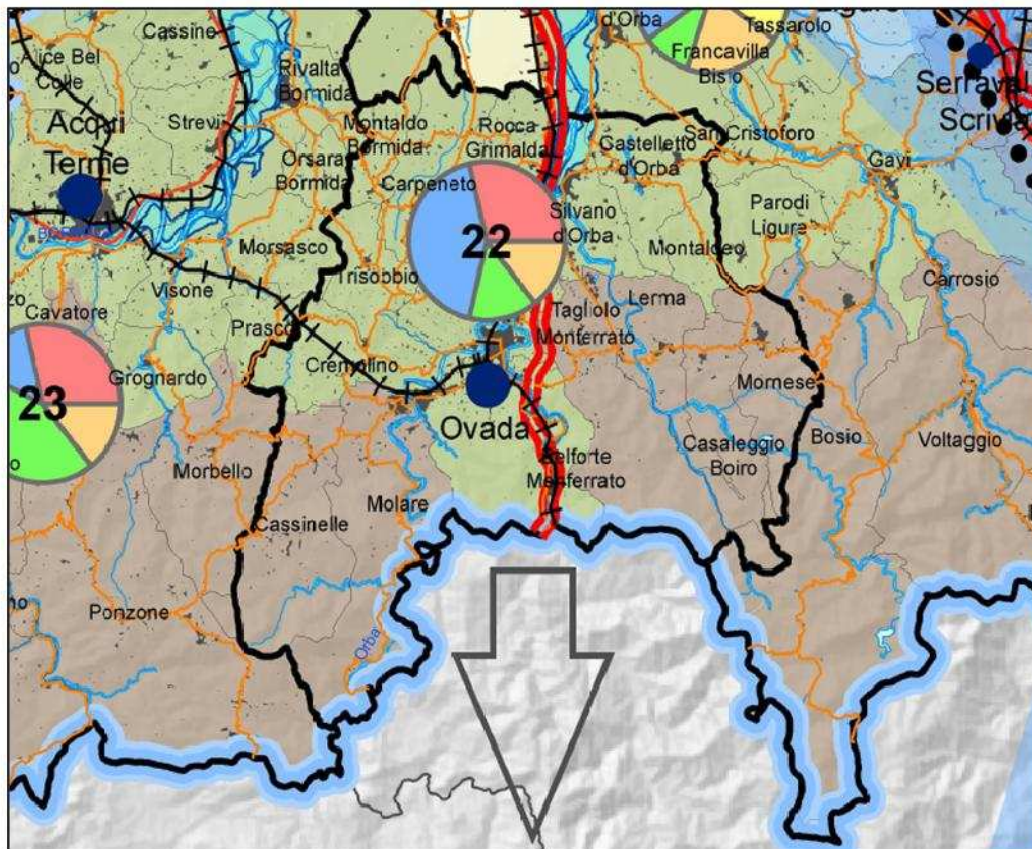 Cassine
d'Orba
Tassarolo
Ligure
Alice Bel
Colle
Francavilla
Bisio
Rivalta
Bormida
Serrava
Scrivia
Acqui
Terme
Strevi
Montaldo
Bormida
Rocca
Grimalda
San Cristoforo
Castelletto
d'Orba
Gavi
Orsara
Bormida
Carpeneto
Parodi
Ligure
Silvano
d'Orba
22
Morsasco
Montaldeo
Trisobbio
Carrosio
Visone
Lerma
Tagliolo
Monferrato
Cavatore
Prasco
Cremolino
Grognardo
Mornese
23
Ovada
Bosio
Voltaggio
Casaleggio
Boiro
Belforte
Monferrato
Morbello
Molare
Cassinelle
Ponzone
Orba